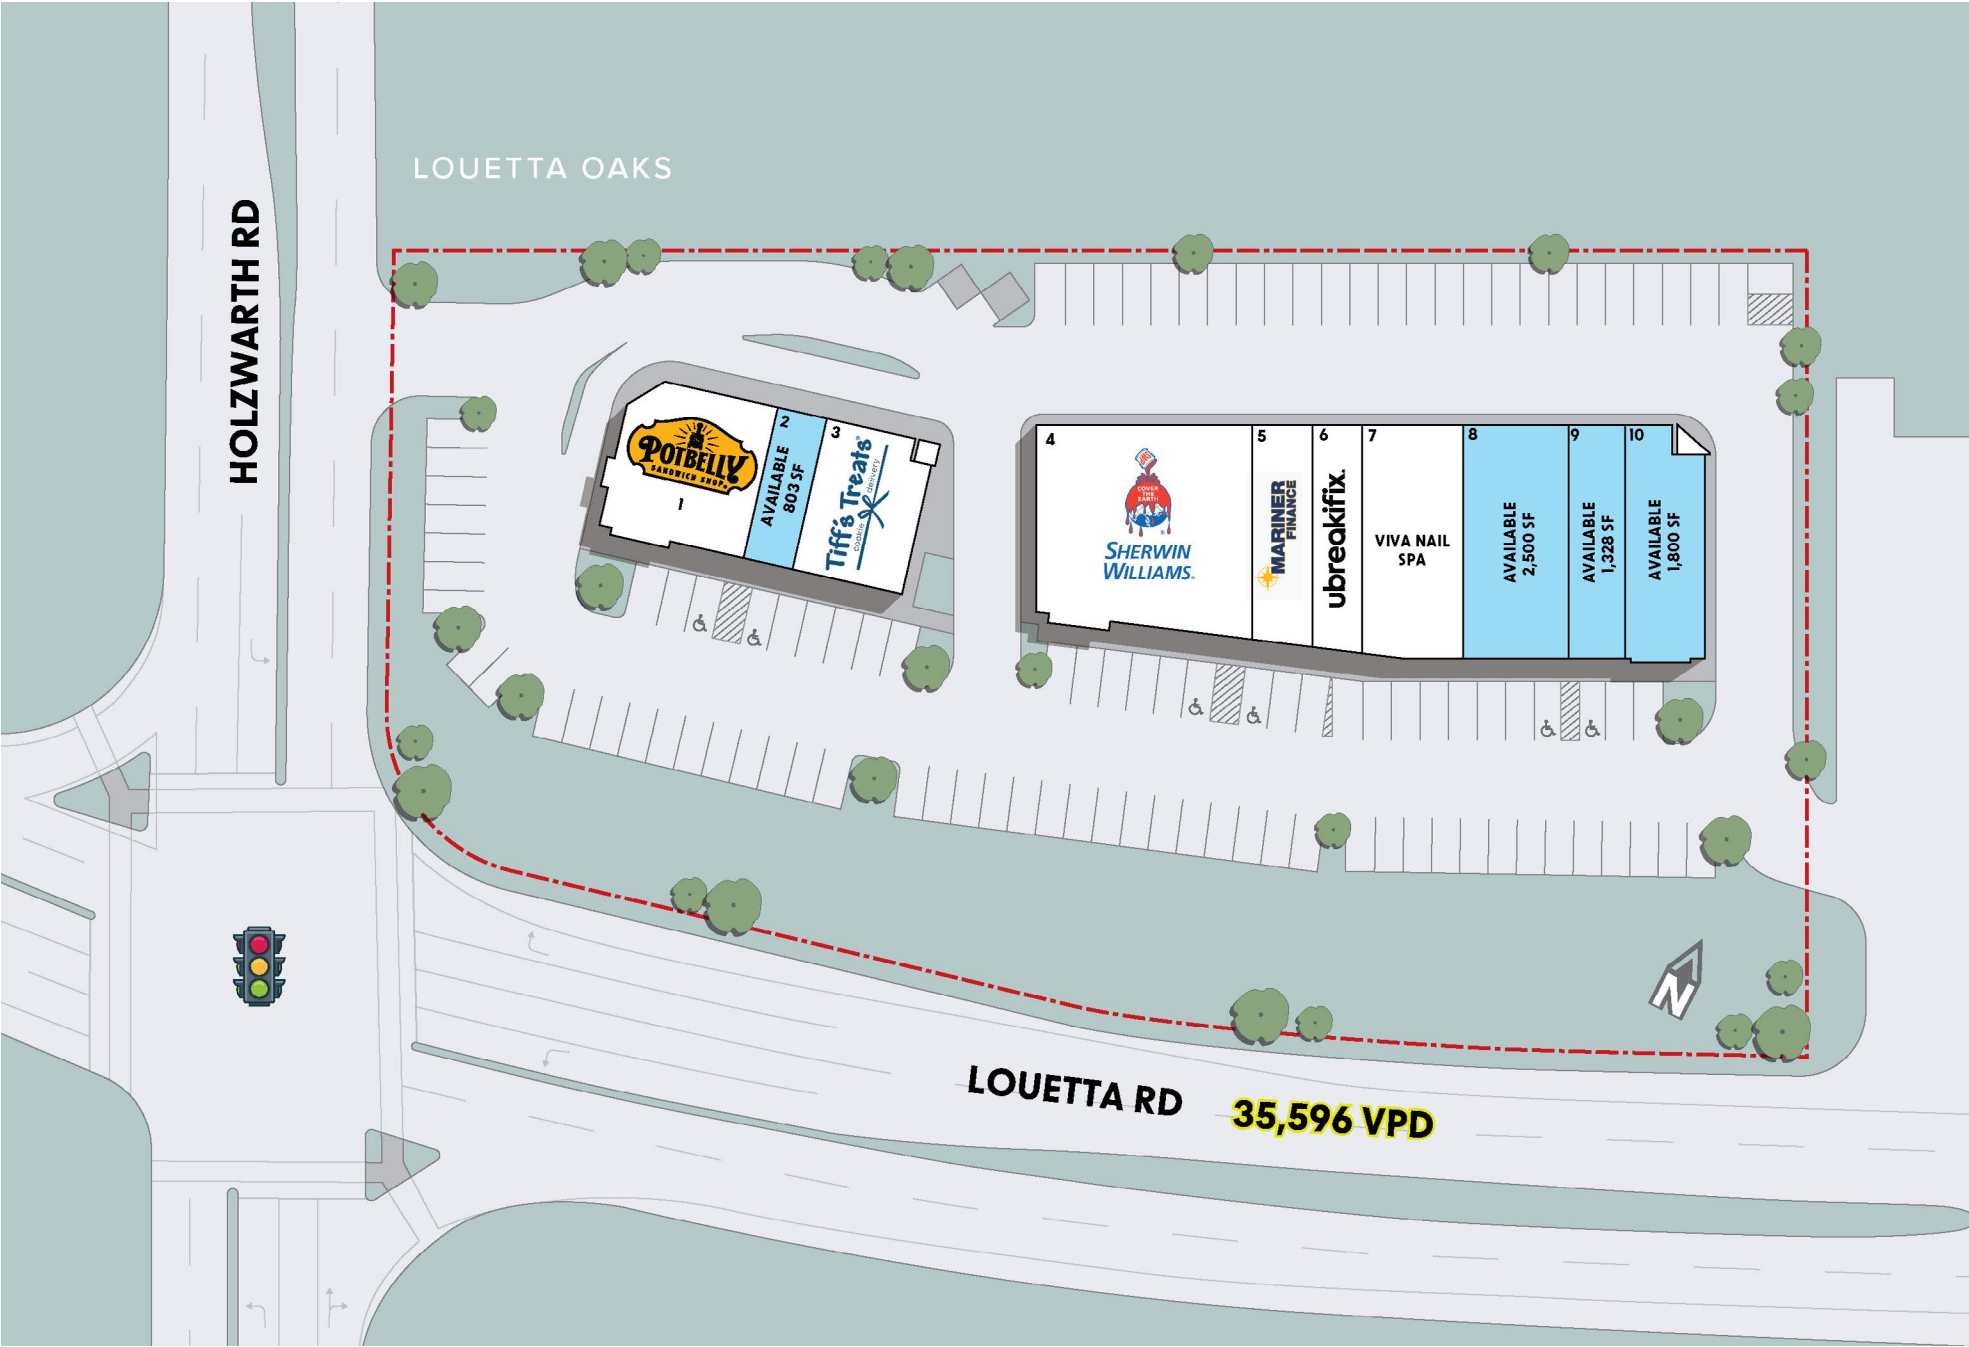 LOUETTA OAKS
HOLZWARTH RD
POTBELLY
SANDWICH SHOP
1
2
AVAILABLE
803 SF
3
Tiff's Treats
cookie delivery
4
COVER
THE
EARTH
SHERWIN
WILLIAMS.
5
MARINER
FINANCE
6
ubreakifix.
7
VIVA NAIL
SPA
8
AVAILABLE
2,500 SF
9
AVAILABLE
1,328 SF
10
AVAILABLE
1,800 SF
N
LOUETTA RD
35,596 VPD